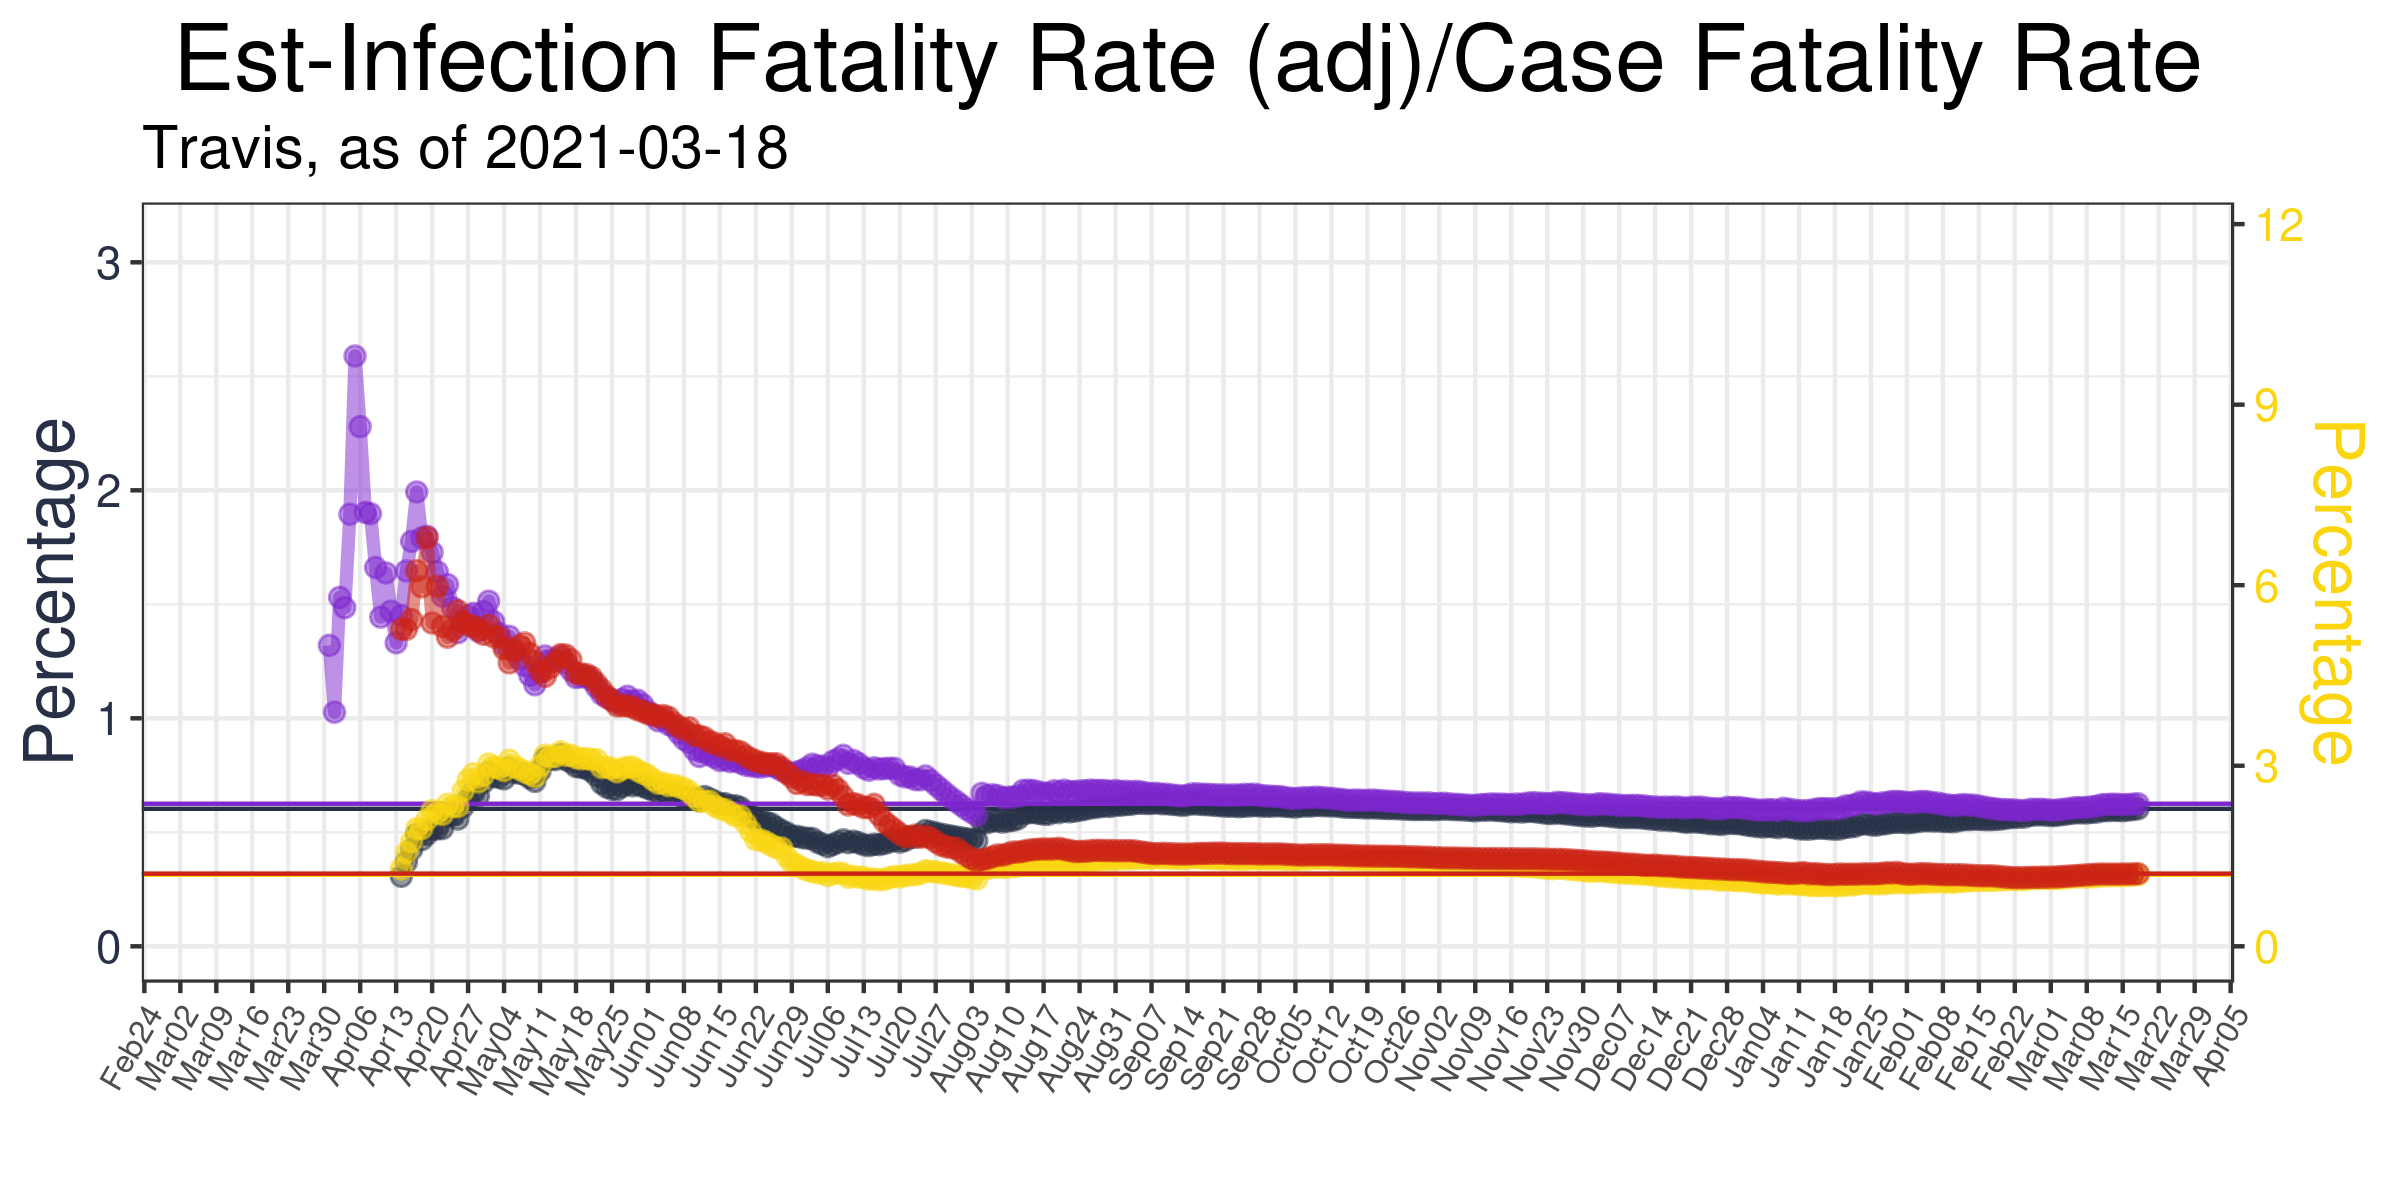 Est-Infection Fatality Rate (adj)/Case Fatality Rate
Travis, as of 2021-03-18
Percentage
3
2
1
0
12
9
6
3
0
Percentage
Feb24
Mar02
Mar09
Mar16
Mar23
Mar30
Apr06
Apr13
Apr20
Apr27
May04
May11
May18
May25
Jun01
Jun08
Jun15
Jun22
Jun29
Jul06
Jul13
Jul20
Jul27
Aug03
Aug10
Aug17
Aug24
Aug31
Sep07
Sep14
Sep21
Sep28
Oct05
Oct12
Oct19
Oct26
Nov02
Nov09
Nov16
Nov23
Nov30
Dec07
Dec14
Dec21
Dec28
Dec04
Jan11
Jan18
Jan25
Feb01
Feb08
Feb15
Feb22
Mar01
Mar08
Mar15
Mar22
Mar29
Apr05